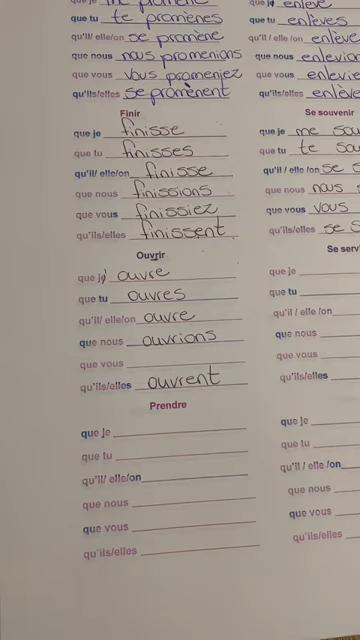 que tu te promènes
qu'il/ elle/on se promène
que nous nous promenions
que vous vous promeniez
qu'ils/elles se promènent
Finir
que je finisse
que tu finisses
qu'il/ elle/on finisse
que nous finissions
que vous finissiez
qu'ils/elles finissent
Ouvrir
que j' ouvre
que tu ouvres
qu'il/ elle/on ouvre
que nous ouvrions
que vous
qu'ils/elles ouvrent
Prendre
que je
que tu
qu'il/ elle/on
que nous
que vous
qu'ils/elles
que j' enlève
que tu enlèves
qu'il / elle /on enlève
que nous enlevion
que vous enlevie
qu'ils/elles enlève
Se souvenir
que je me sou
que tu te sou
qu'il / elle /on se s
que nous nous
que vous vous
qu'ils/elles se s
Se serv
que je
que tu
qu'il / elle /on
que nous
que vous
qu'ils/elles
que je
que tu
qu'il / elle /on
que nous
que vous
qu'ils/elles